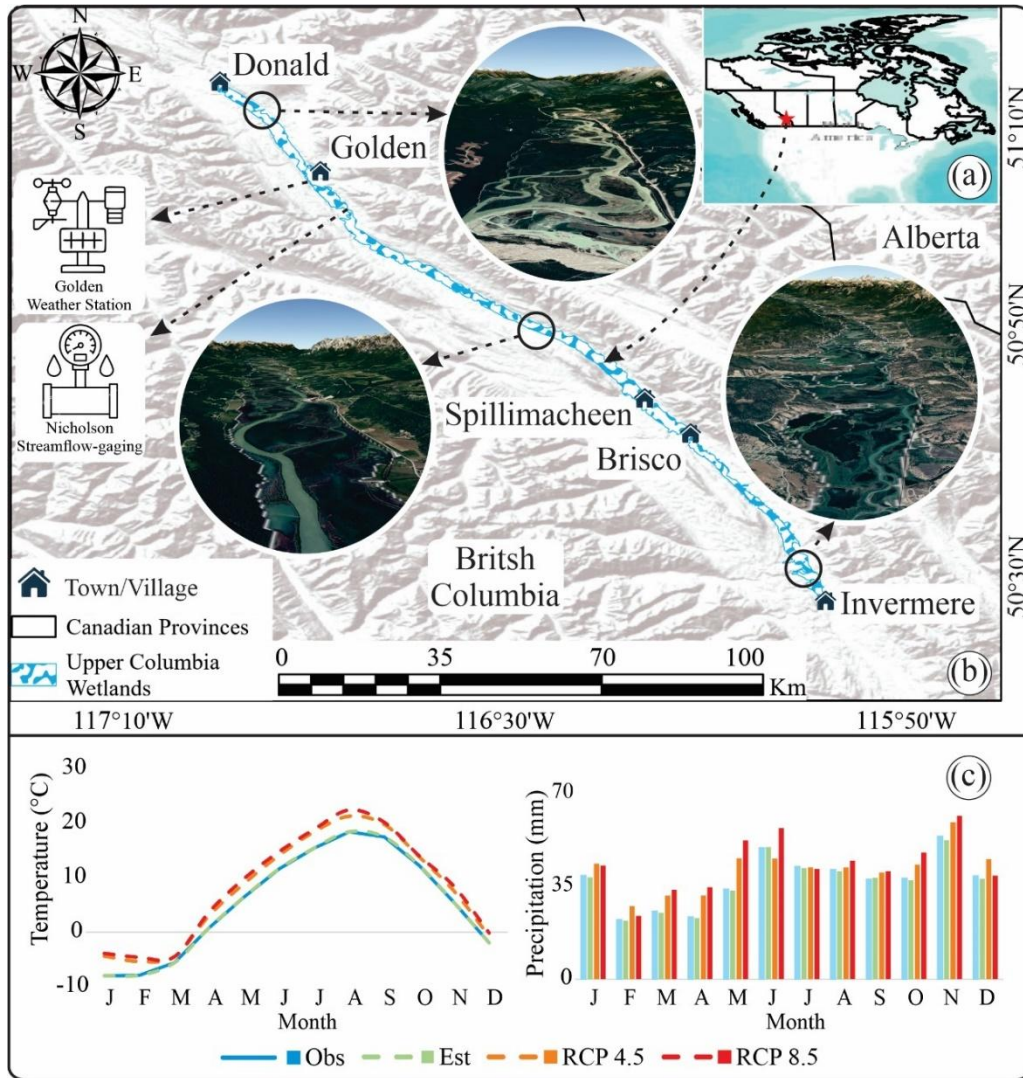 N
W
E
S
Donald
Golden
Golden
Weather Station
Nicholson
Streamflow-gaging
America
(a)
Alberta
Spillimacheen
Brisco
Britsh
Columbia
Invermere
Town/Village
Canadian Provinces
Upper Columbia
Wetlands
0 35 70 100
Km
(b)
51°10'N
50°50'N
50°30'N
117°10'W 116°30'W 115°50'W
(c)
Temperature (°C)
30
20
10
0
-10
J F M A M J J A S O N D
Month
Precipitation (mm)
70
35
0
J F M A M J J A S O N D
Month
Obs Est RCP 4.5 RCP 8.5